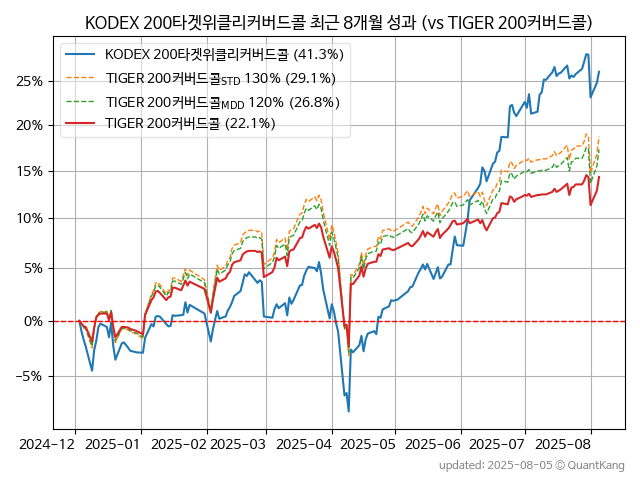 KODEX 200타겟위클리커버드콜 최근 8개월 성과 (vs TIGER 200커버드콜)
KODEX 200타겟위클리커버드콜 (41.3%)
TIGER 200커버드콜STD 130% (29.1%)
TIGER 200커버드콜MDD 120% (26.8%)
TIGER 200커버드콜 (22.1%)
25%
20%
15%
10%
5%
0%
−5%
2024-12 2025-01 2025-02 2025-03 2025-04 2025-05 2025-06 2025-07 2025-08
updated: 2025-08-05 © QuantKang